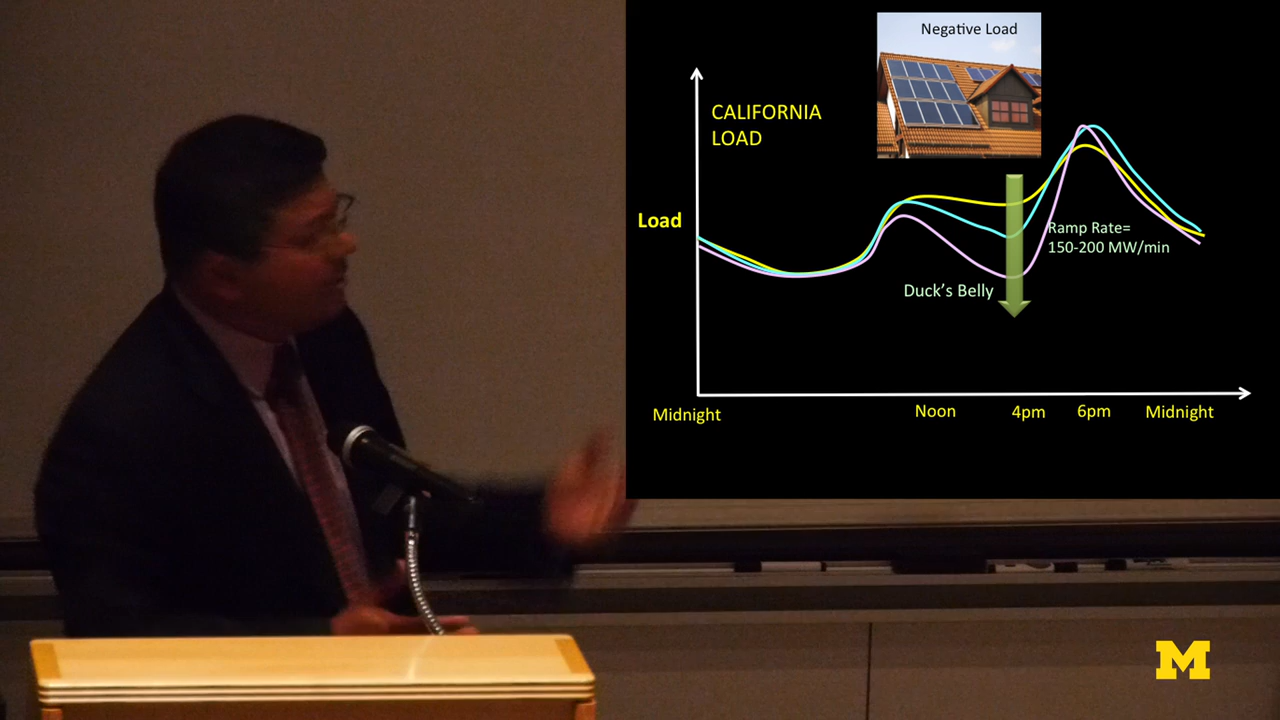 Negative Load
CALIFORNIA
LOAD
Load
Ramp Rate=
150-200 MW/min
Duck's Belly
Midnight
Noon
4pm
6pm
Midnight
M